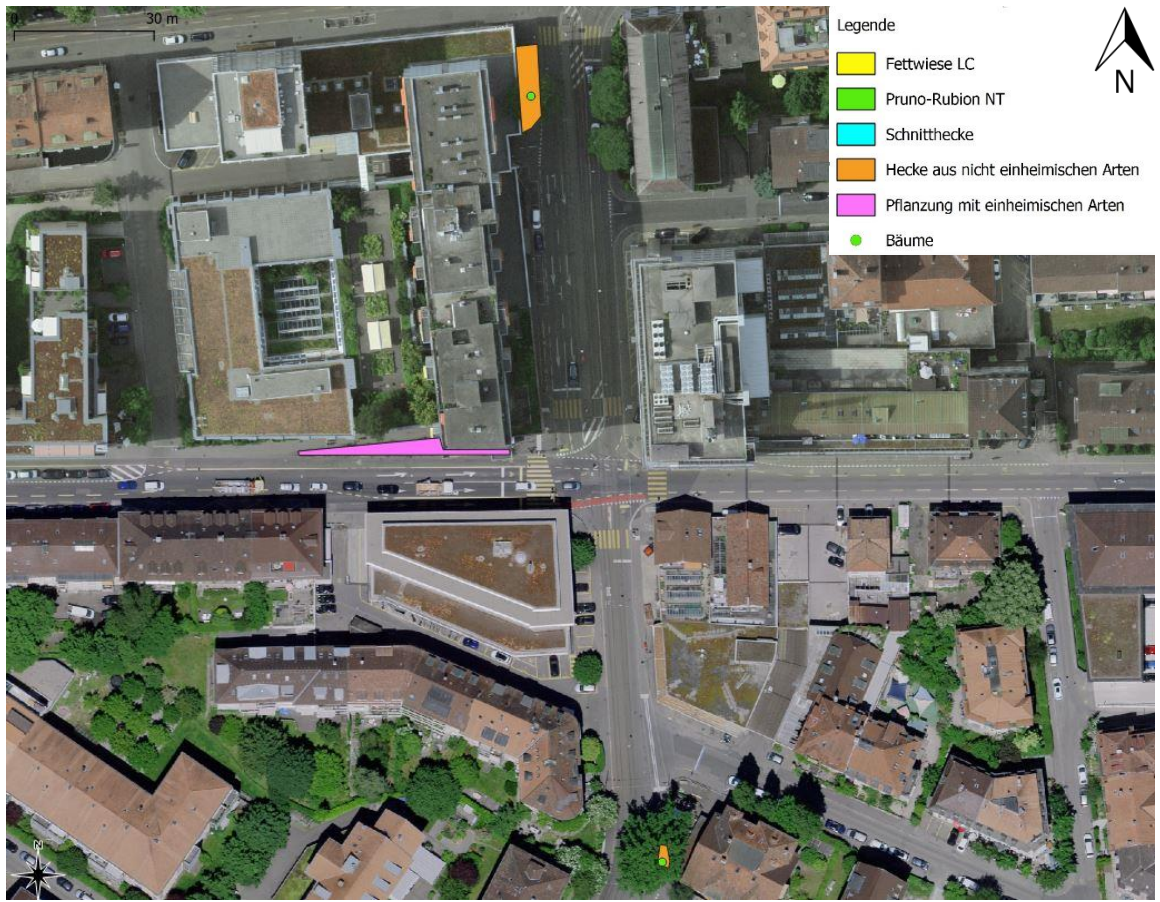 0 30 m
Legende
Fettwiese LC
Pruno-Rubion NT
Schnitthecke
Hecke aus nicht einheimischen Arten
Pflanzung mit einheimischen Arten
Bäume
N
N